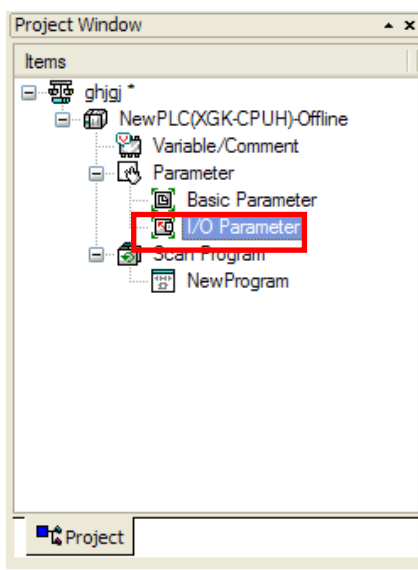 Project Window
Items
ghjgj *
NewPLC(XGK-CPUH)-Offline
Variable/Comment
Parameter
Basic Parameter
I/O Parameter
Scan Program
NewProgram
Project